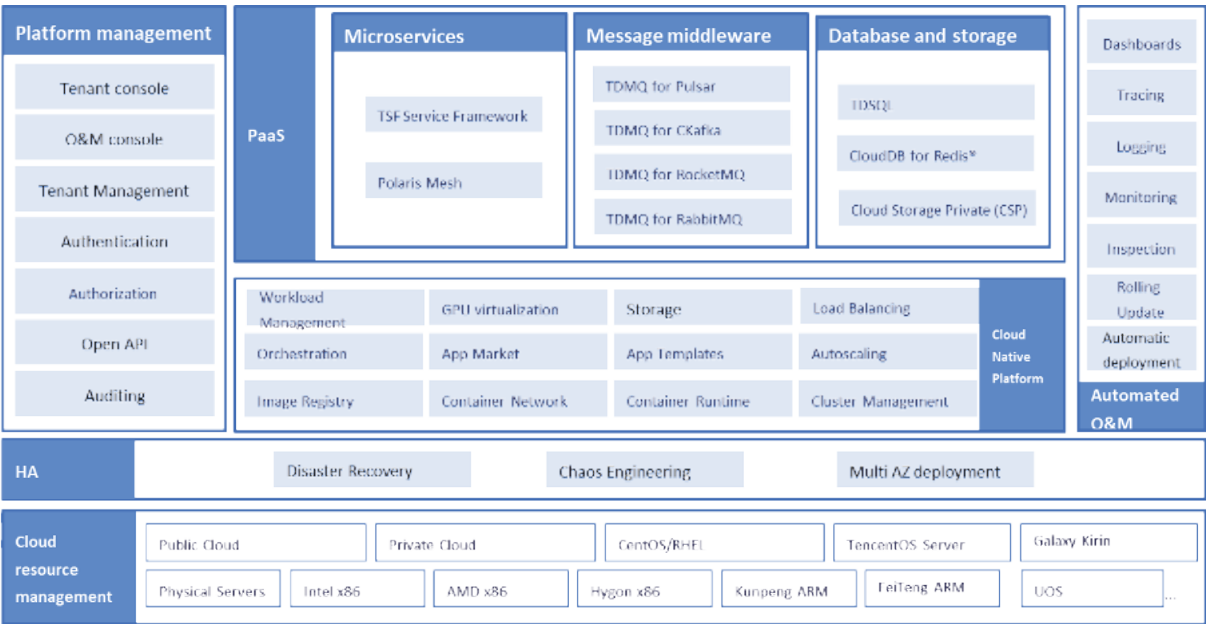 Platform management
Tenant console
O&M console
Tenant Management
Authentication
Authorization
Open API
Auditing
PaaS
Microservices
TSF Service Framework
Polaris Mesh
Message middleware
TDMQ for Pulsar
TDMQ for CKafka
TDMQ for RocketMQ
TDMQ for RabbitMQ
Database and storage
TDSQL
CloudDB for Redis®
Cloud Storage Private (CSP)
Workload
Management
GPU virtualization
Storage
Load Balancing
Orchestration
App Market
App Templates
Autoscaling
Image Registry
Container Network
Container Runtime
Cluster Management
Cloud
Native
Platform
Dashboards
Tracing
Logging
Monitoring
Inspection
Rolling
Update
Automatic
deployment
Automated
O&M
HA
Disaster Recovery
Chaos Engineering
Multi AZ deployment
Cloud
resource
management
Public Cloud
Private Cloud
CentOS/RHEL
TencentOS Server
Galaxy Kirin
Physical Servers
Intel x86
AMD x86
Hygon x86
Kunpeng ARM
FeiTeng ARM
UOS
...